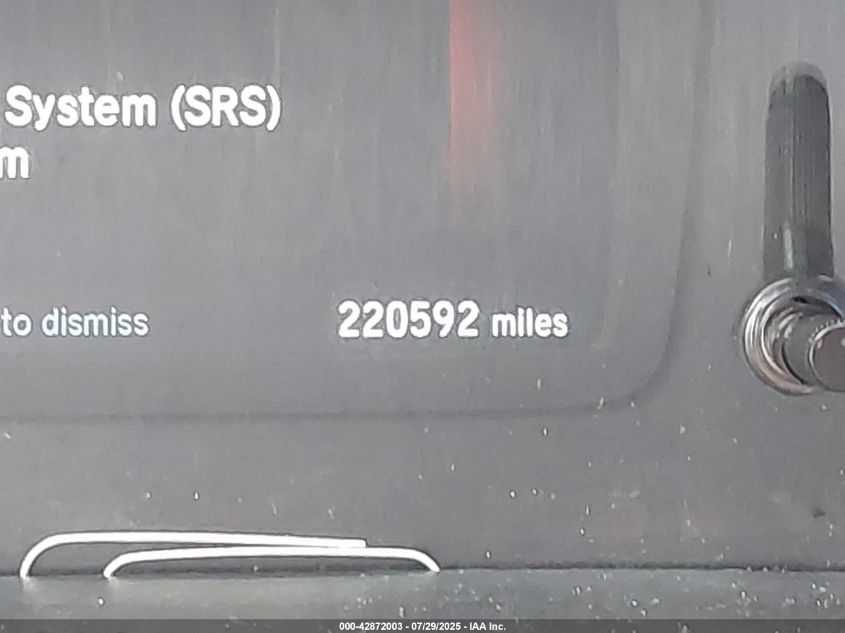 System (SRS)
m
to dismiss
220592 miles
000-42872003 - 07/29/2025 - IAA Inc.